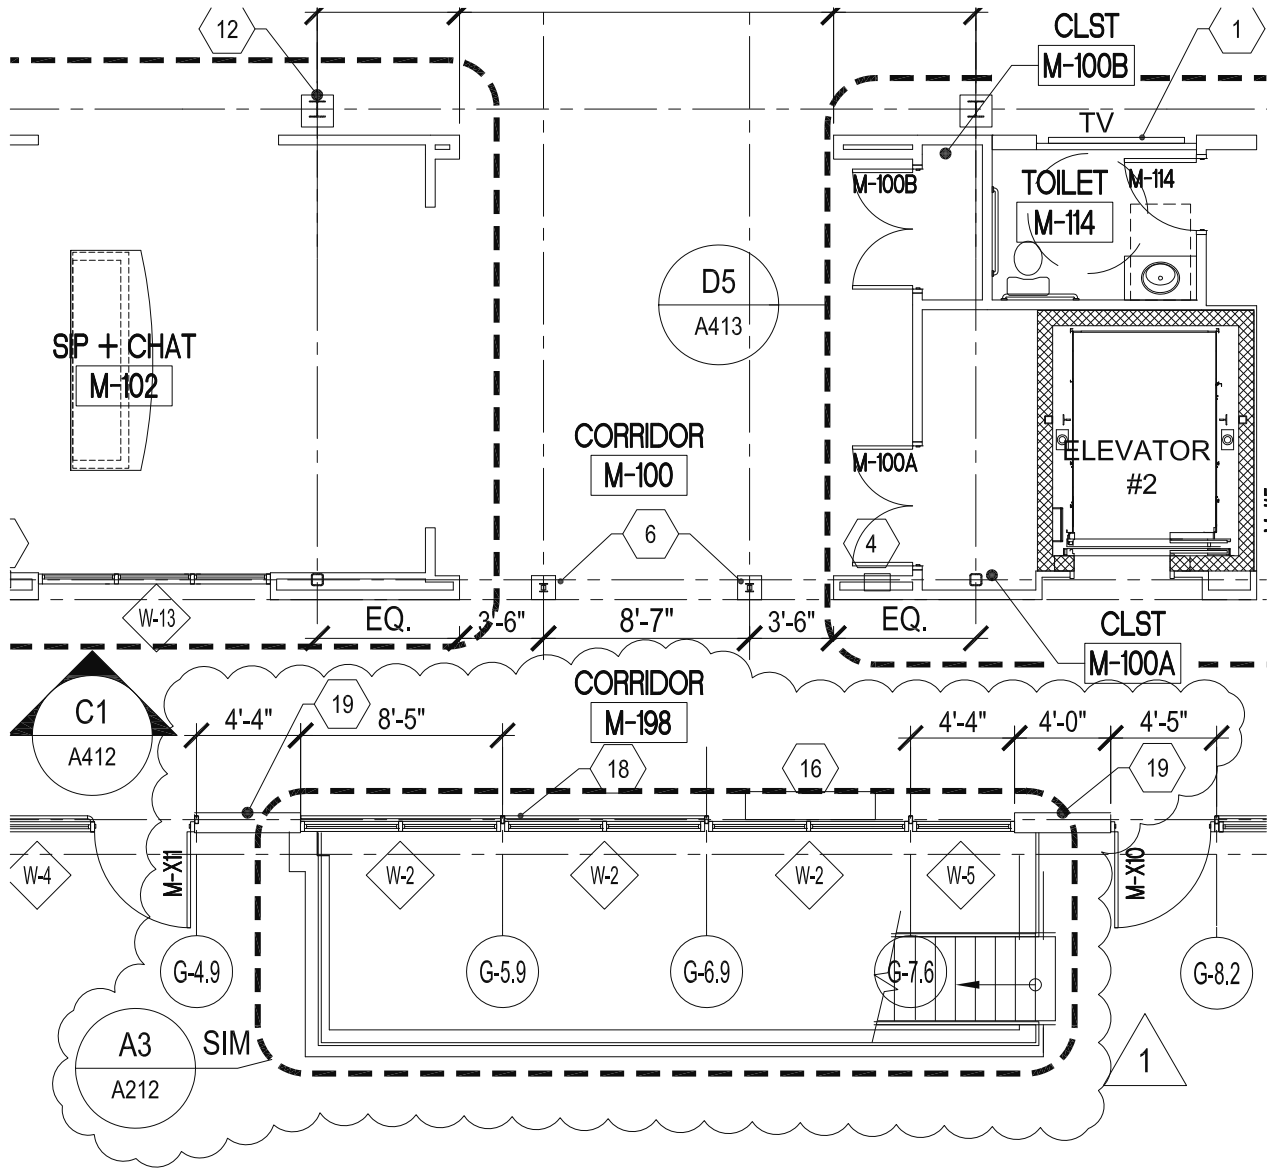 12
CLST
M-100B
1
TV
M-100B
TOILET
M-114
M-114
D5
A413
SIP + CHAT
M-102
CORRIDOR
M-100
M-100A
ELEVATOR
#2
6
4
W-13
EQ.
3'-6"
8'-7"
3'-6"
EQ.
CLST
M-100A
C1
A412
CORRIDOR
M-198
4'-4"
19
8'-5"
4'-4"
4'-0"
4'-5"
18
16
19
M-X11
M-X10
W-4
W-2
W-2
W-2
W-5
G-4.9
G-5.9
G-6.9
G-7.6
G-8.2
A3
A212
SIM
1